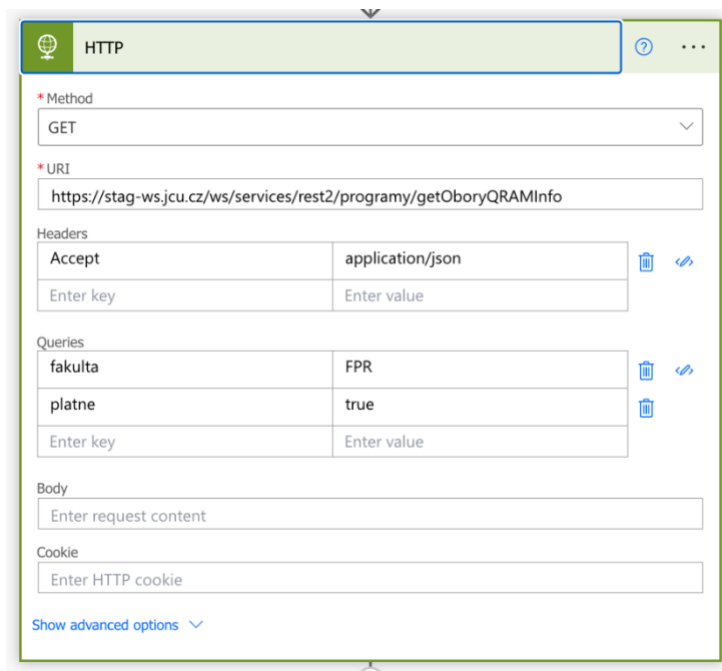 HTTP
* Method
GET
* URI
https://stag-ws.jcu.cz/ws/services/rest2/programy/getOboryQRAMInfo
Headers
Accept application/json
Enter key Enter value
Queries
fakulta FPR
platne true
Enter key Enter value
Body
Enter request content
Cookie
Enter HTTP cookie
Show advanced options